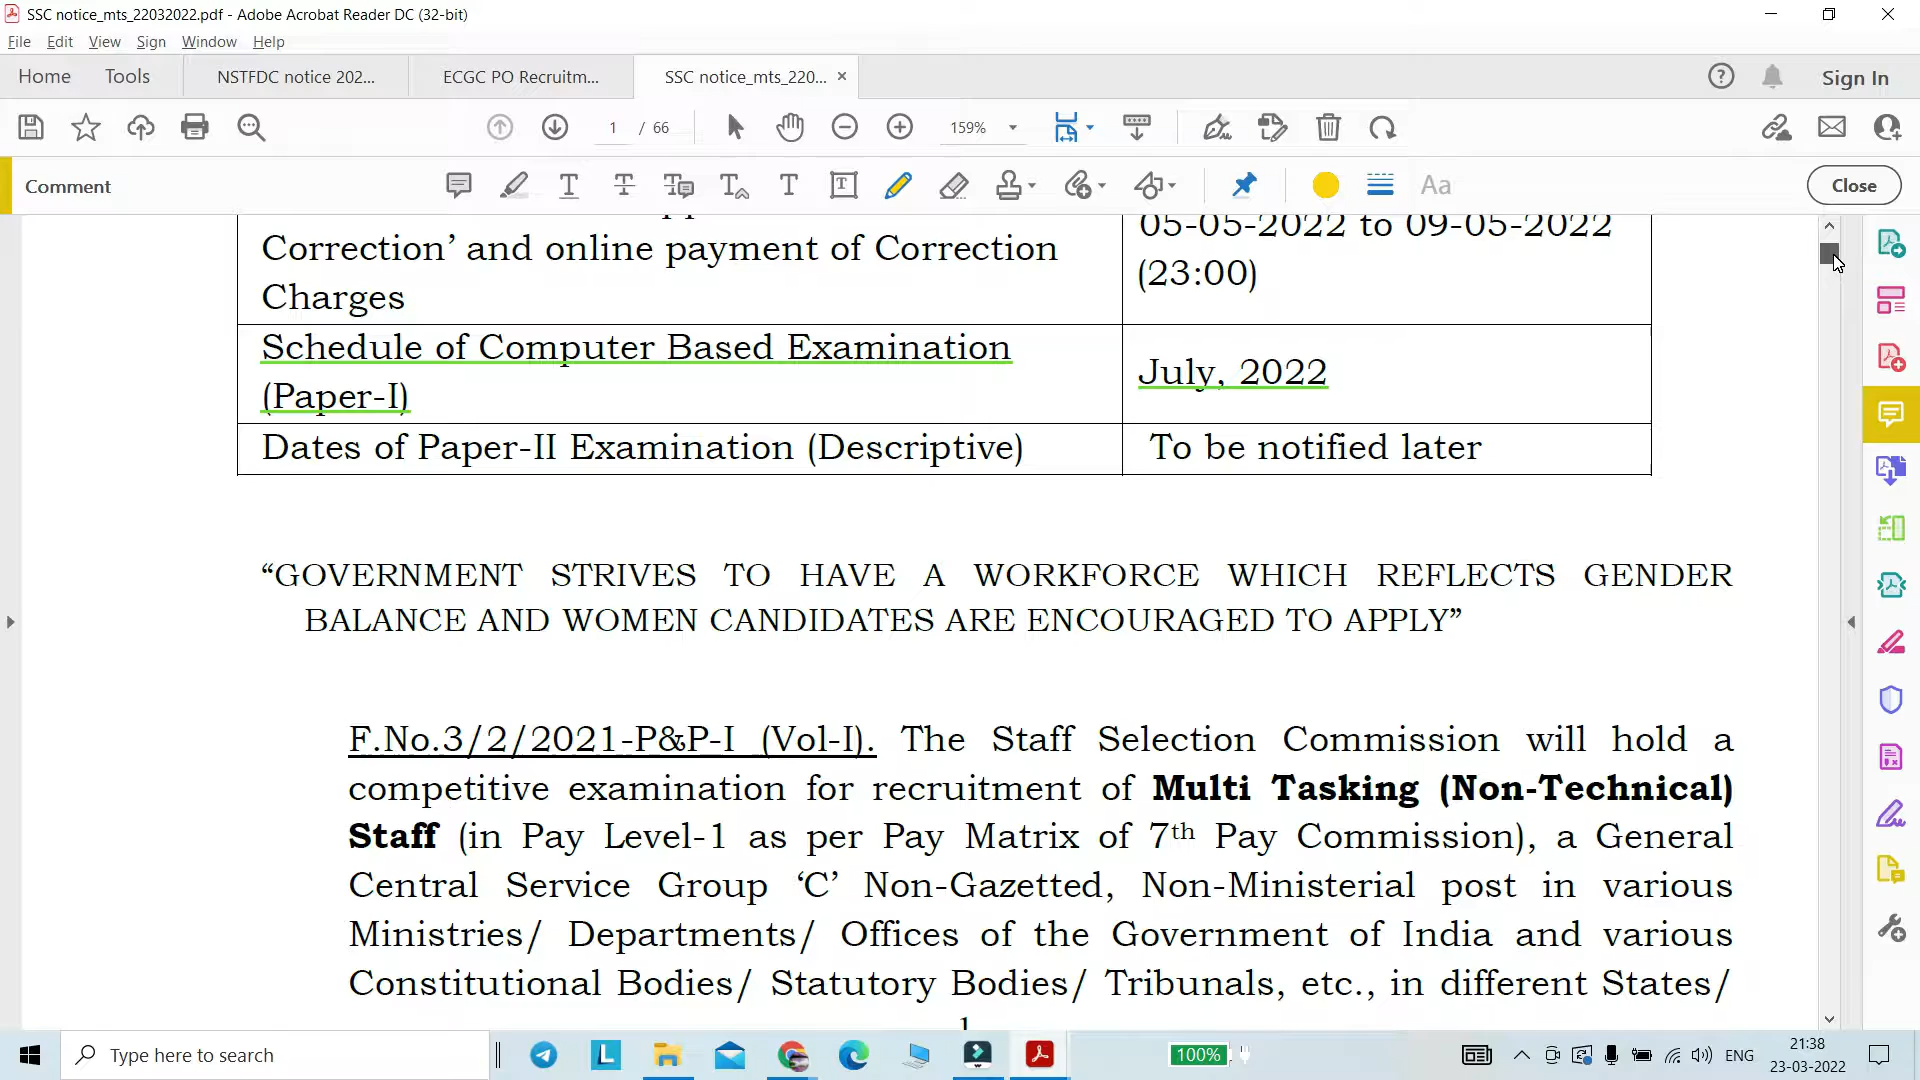 SSC notice_mts_22032022.pdf - Adobe Acrobat Reader DC (32-bit)
File Edit View Sign Window Help
Home Tools NSTFDC notice 202... ECGC PO Recruitm... SSC notice_mts_220... × Sign In
1 / 66 159%
Comment Aa Close
05-05-2022 to 09-05-2022
Correction’ and online payment of Correction
(23:00)
Charges
Schedule of Computer Based Examination
July, 2022
(Paper-I)
Dates of Paper-II Examination (Descriptive) To be notified later
“GOVERNMENT STRIVES TO HAVE A WORKFORCE WHICH REFLECTS GENDER
BALANCE AND WOMEN CANDIDATES ARE ENCOURAGED TO APPLY”
F.No.3/2/2021-P&P-I (Vol-I). The Staff Selection Commission will hold a
competitive examination for recruitment of Multi Tasking (Non-Technical)
Staff (in Pay Level-1 as per Pay Matrix of 7th Pay Commission), a General
Central Service Group ‘C’ Non-Gazetted, Non-Ministerial post in various
Ministries/ Departments/ Offices of the Government of India and various
Constitutional Bodies/ Statutory Bodies/ Tribunals, etc., in different States/
1
Type here to search 100% ENG 21:38
23-03-2022